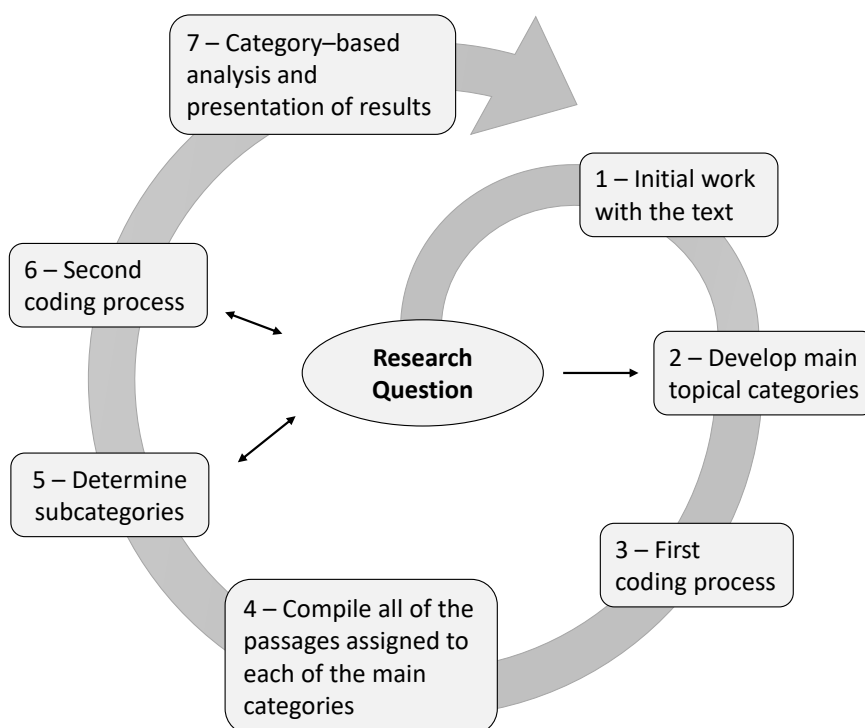 7 – Category–based
analysis and
presentation of results
1 – Initial work
with the text
6 – Second
coding process
Research
Question
2 – Develop main
topical categories
5 – Determine
subcategories
3 – First
coding process
4 – Compile all of the
passages assigned to
each of the main
categories